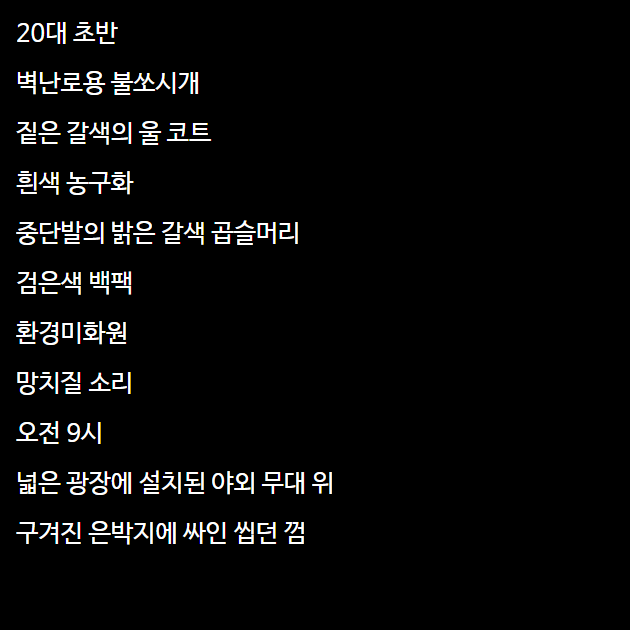 20대 초반
벽난로용 불쏘시개
짙은 갈색의 울 코트
흰색 농구화
중단발의 밝은 갈색 곱슬머리
검은색 백팩
환경미화원
망치질 소리
오전 9시
넓은 광장에 설치된 야외 무대 위
구겨진 은박지에 싸인 씹던 껌